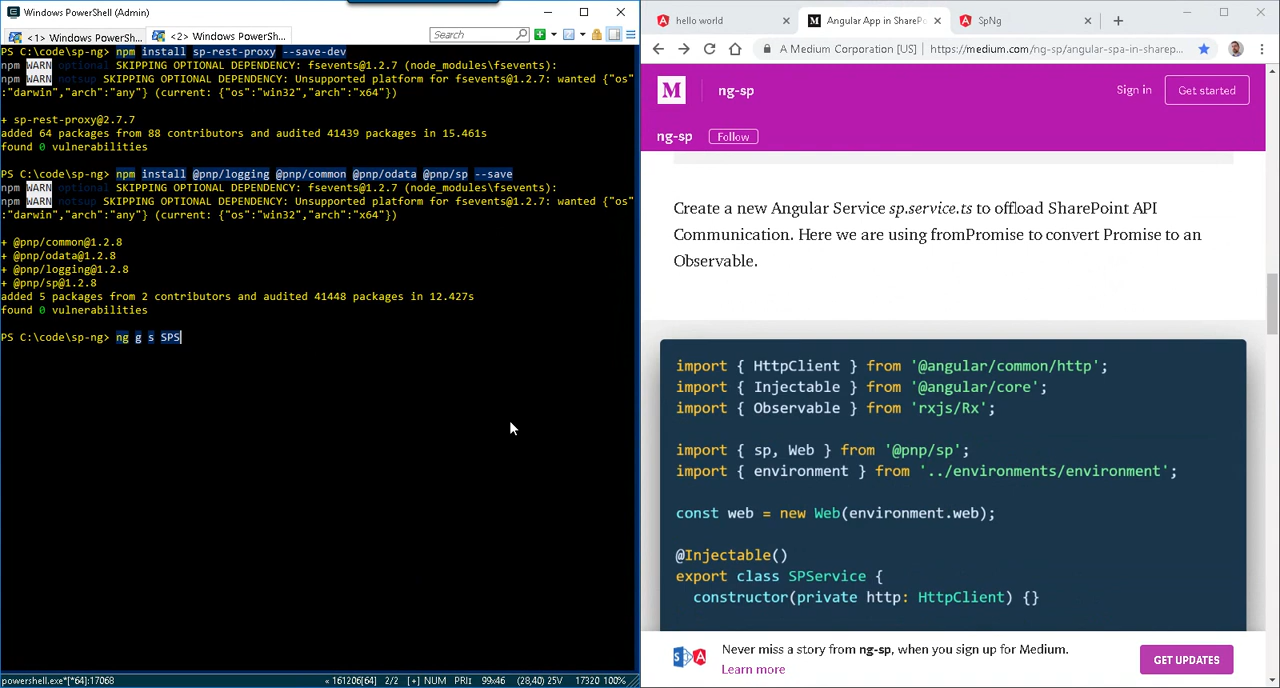 Windows PowerShell (Admin)
<1> Windows PowerSh...
<2> Windows PowerSh...
Search
PS C:\code\sp-ng> npm install sp-rest-proxy --save-dev
npm WARN optional SKIPPING OPTIONAL DEPENDENCY: fsevents@1.2.7 (node_modules\fsevents):
npm WARN notsup SKIPPING OPTIONAL DEPENDENCY: Unsupported platform for fsevents@1.2.7: wanted {"os"
:"darwin","arch":"any"} (current: {"os":"win32","arch":"x64"})
+ sp-rest-proxy@2.7.7
added 64 packages from 88 contributors and audited 41439 packages in 15.461s
found 0 vulnerabilities
PS C:\code\sp-ng> npm install @pnp/logging @pnp/common @pnp/odata @pnp/sp --save
npm WARN optional SKIPPING OPTIONAL DEPENDENCY: fsevents@1.2.7 (node_modules\fsevents):
npm WARN notsup SKIPPING OPTIONAL DEPENDENCY: Unsupported platform for fsevents@1.2.7: wanted {"os"
:"darwin","arch":"any"} (current: {"os":"win32","arch":"x64"})
+ @pnp/common@1.2.8
+ @pnp/odata@1.2.8
+ @pnp/logging@1.2.8
+ @pnp/sp@1.2.8
added 5 packages from 2 contributors and audited 41448 packages in 12.427s
found 0 vulnerabilities
PS C:\code\sp-ng> ng g s SPS
powershell.exe*[*64]:17068
« 161206[64] 2/2 [+] NUM PRI‡ 99x46 (28,40) 25V 17320 100%
hello world
Angular App in SharePo
SpNg
A Medium Corporation [US] | https://medium.com/ng-sp/angular-spa-in-sharep...
M
ng-sp
Sign in
Get started
ng-sp
Follow
Create a new Angular Service sp.service.ts to offload SharePoint API
Communication. Here we are using fromPromise to convert Promise to an
Observable.
import { HttpClient } from '@angular/common/http';
import { Injectable } from '@angular/core';
import { Observable } from 'rxjs/Rx';
import { sp, Web } from '@pnp/sp';
import { environment } from '../environments/environment';
const web = new Web(environment.web);
@Injectable()
export class SPService {
constructor(private http: HttpClient) {}
Never miss a story from ng-sp, when you sign up for Medium.
Learn more
GET UPDATES